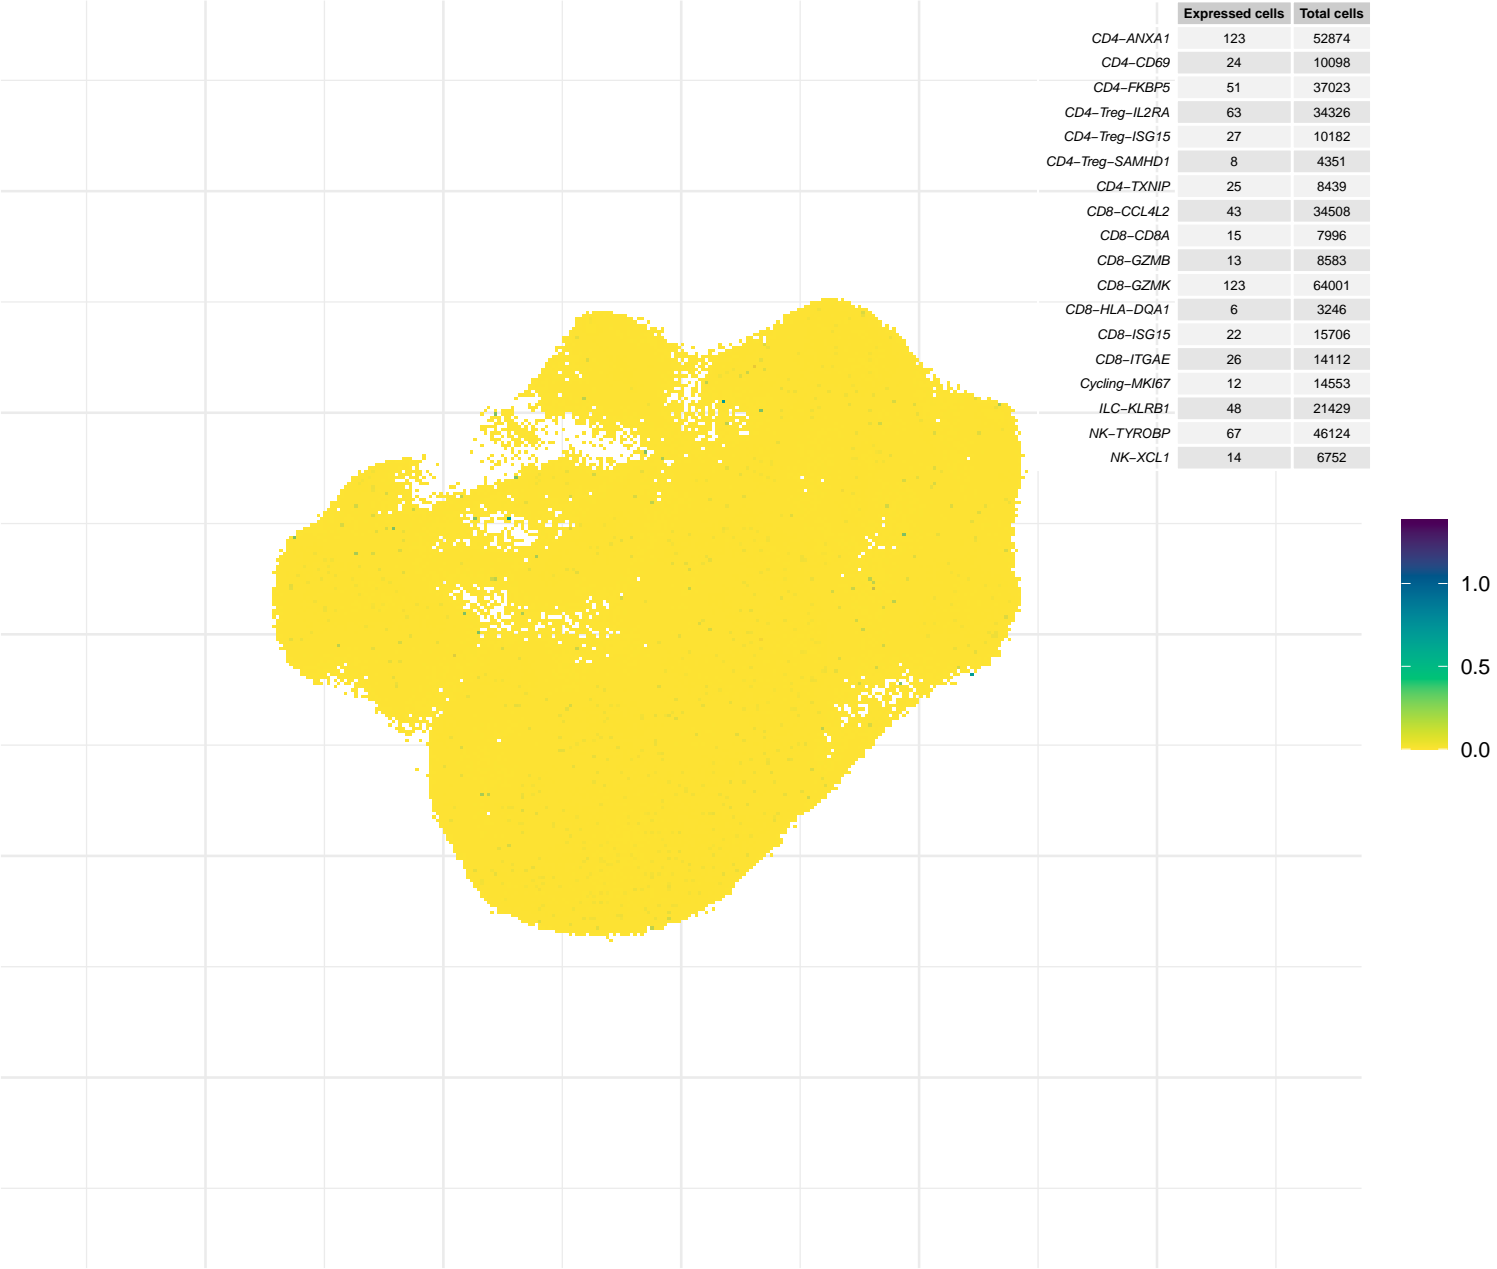 Expressed cells Total cells
CD4−ANXA1 123 52874
CD4−CD69 24 10098
CD4−FKBP5 51 37023
CD4−Treg−IL2RA 63 34326
CD4−Treg−ISG15 27 10182
CD4−Treg−SAMHD1 8 4351
CD4−TXNIP 25 8439
CD8−CCL4L2 43 34508
CD8−CD8A 15 7996
CD8−GZMB 13 8583
CD8−GZMK 123 64001
CD8−HLA−DQA1 6 3246
CD8−ISG15 22 15706
CD8−ITGAE 26 14112
Cycling−MKI67 12 14553
ILC−KLRB1 48 21429
NK−TYROBP 67 46124
NK−XCL1 14 6752
1.0
0.5
0.0